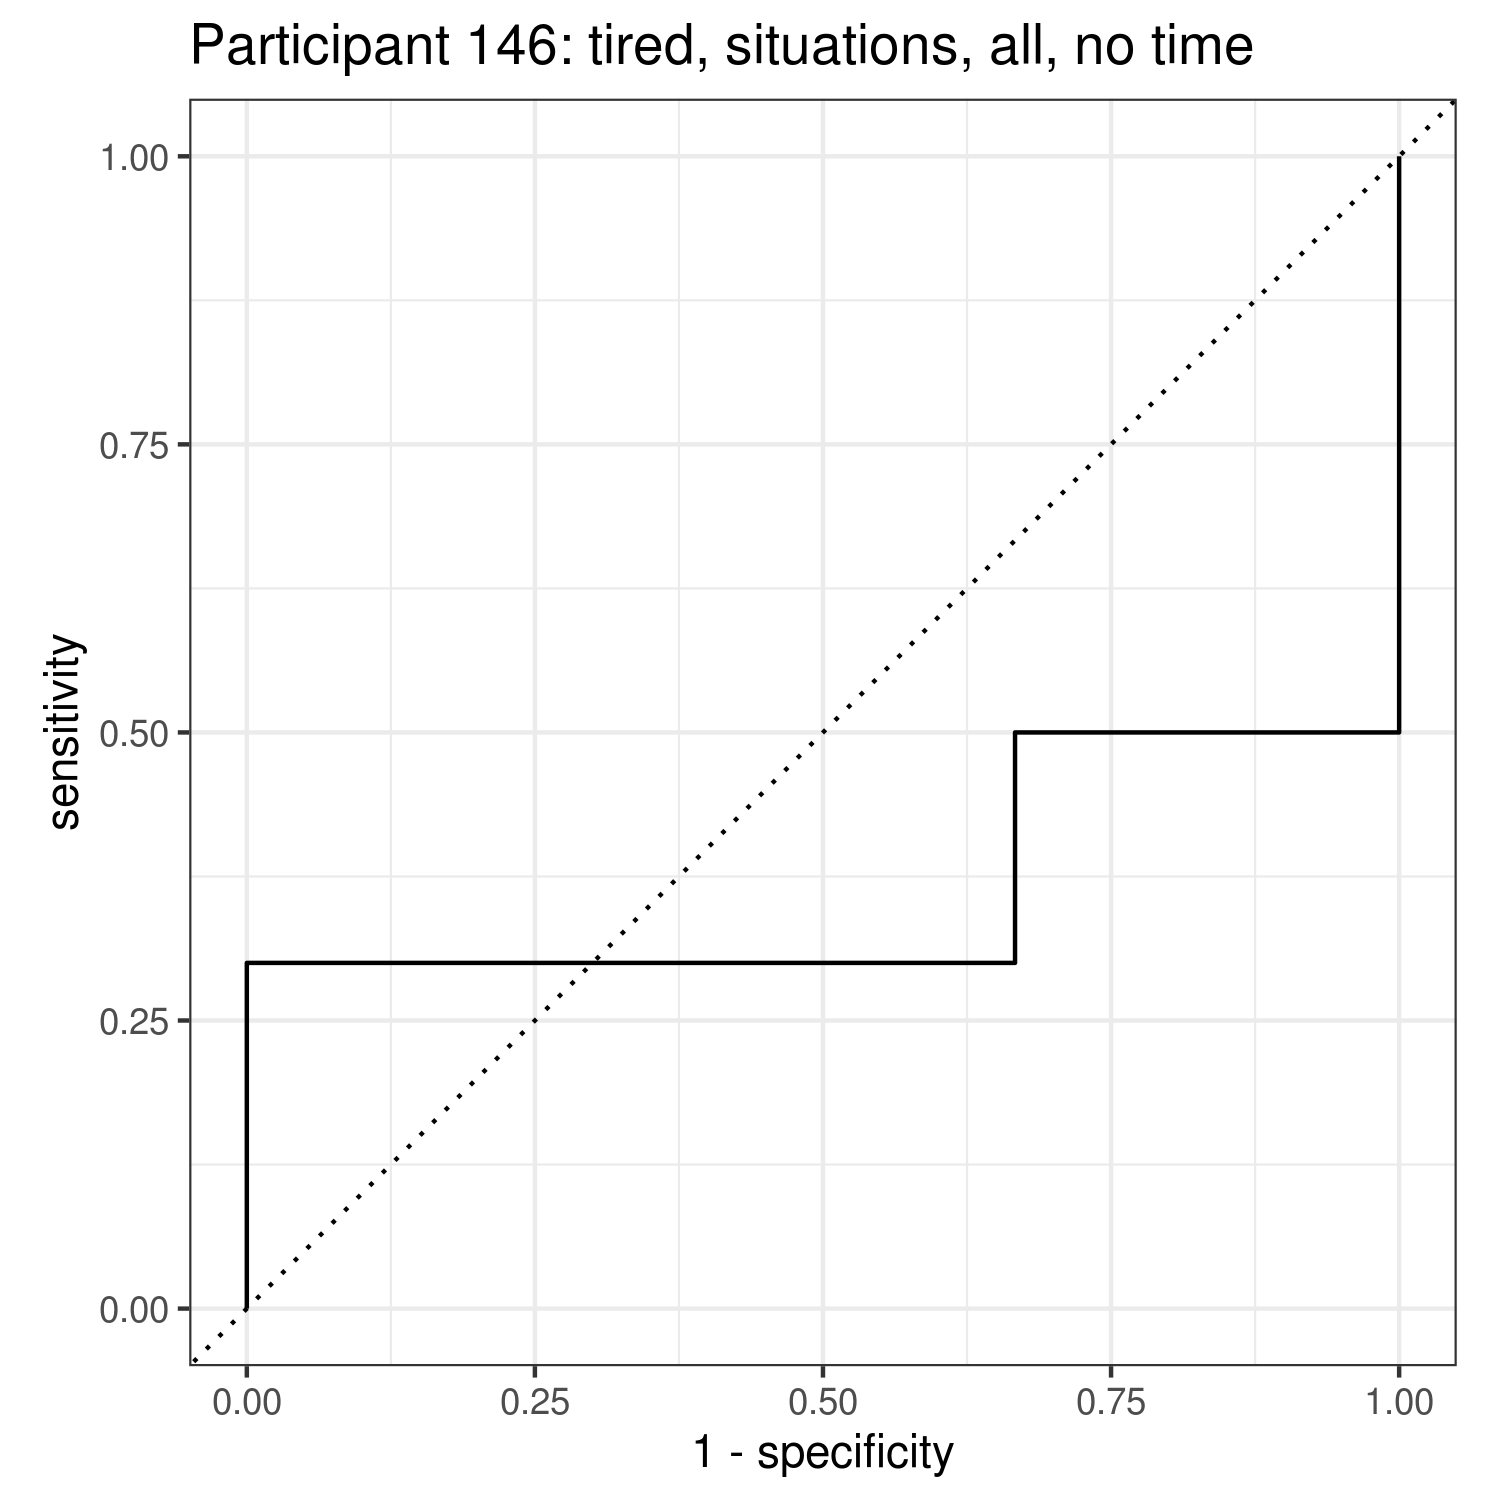 Participant 146: tired, situations, all, no time
1.00
0.75
0.50
0.25
0.00
sensitivity
0.00 0.25 0.50 0.75 1.00
1 - specificity